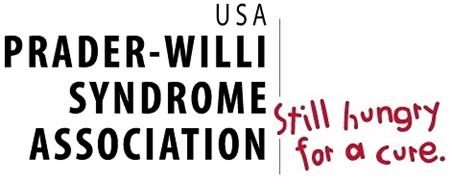 USA
PRADER-WILLI
SYNDROME
ASSOCIATION
Still hungry
for a cure.